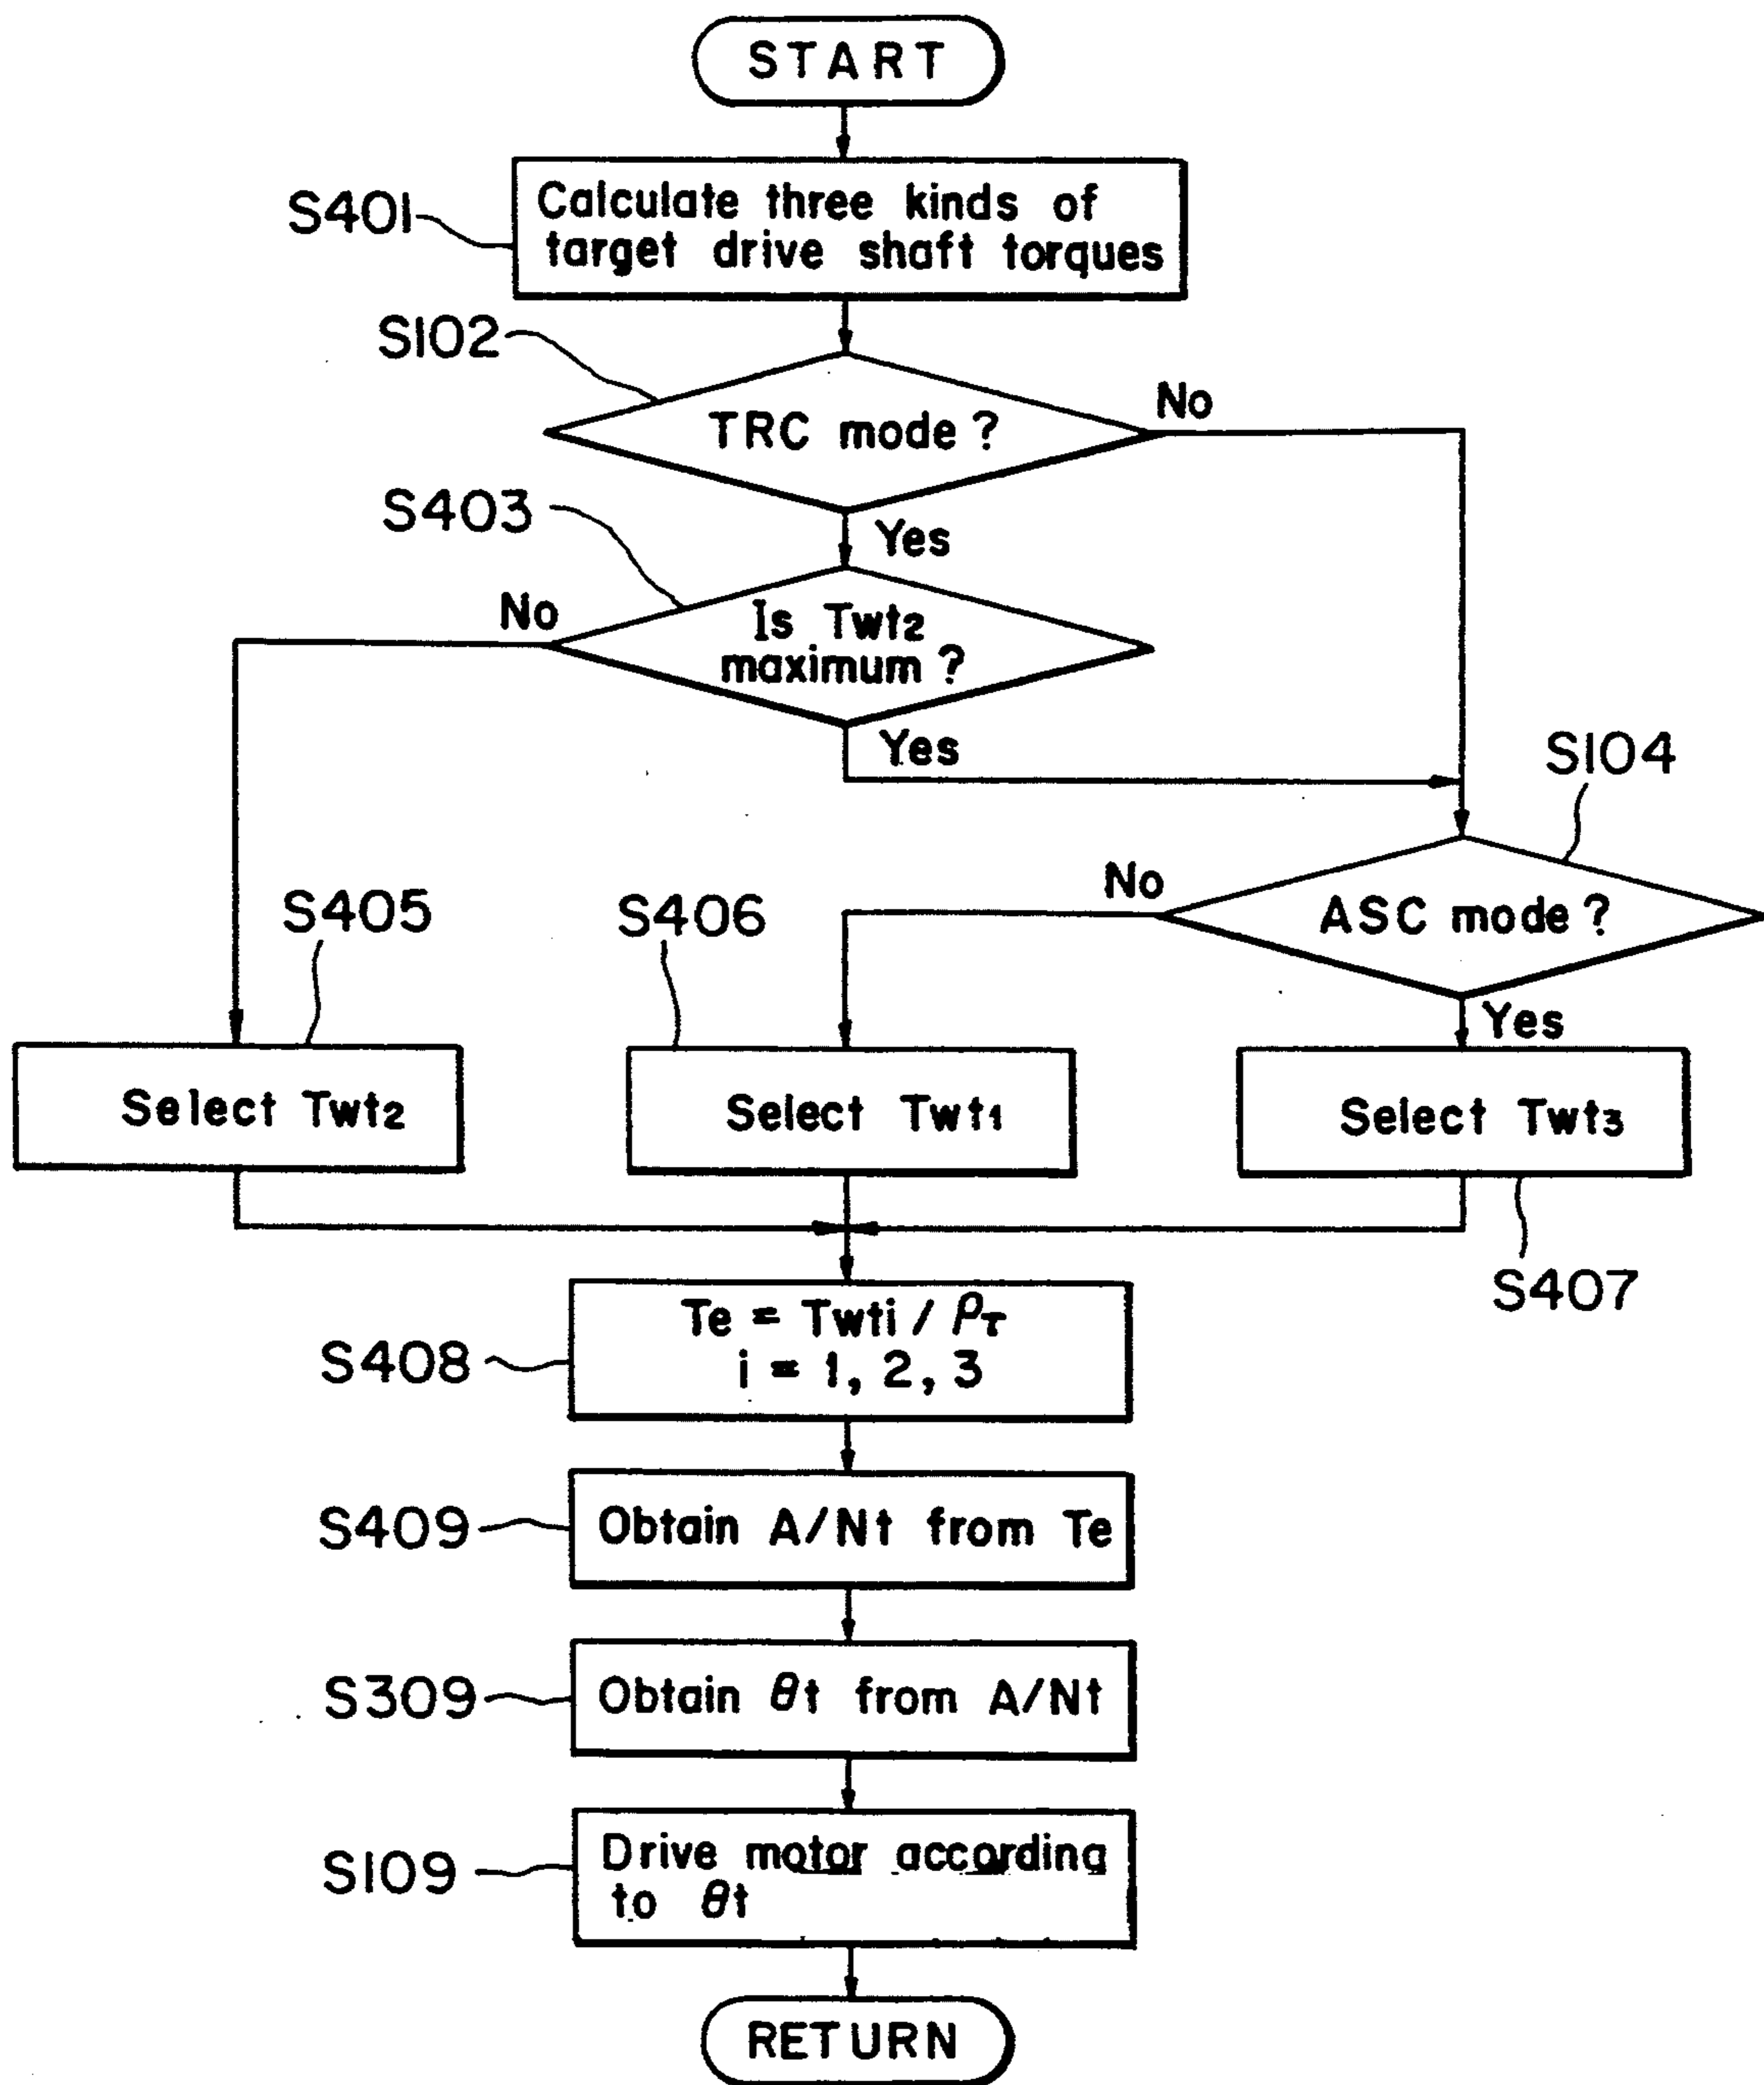 START
S401
Calculate three kinds of
target drive shaft torques
S102
TRC mode ?
No
S403
Yes
No
Is Twt2
maximum ?
Yes
S104
No
ASC mode ?
S405
S406
Yes
Select Twt2
Select Twt1
Select Twt3
S407
Te = Twti / ρτ
i = 1, 2, 3
S408
S409
Obtain A/Nt from Te
S309
Obtain θt from A/Nt
S109
Drive motor according
to θt
RETURN